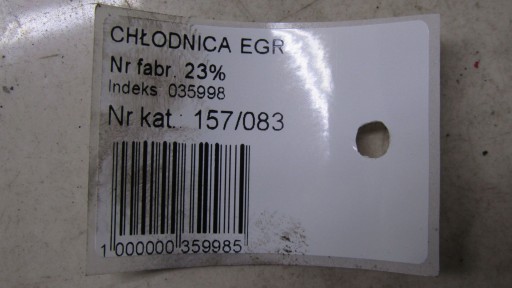 CHŁODNICA EGR
Nr fabr. 23%
Indeks 035998
Nr kat.: 157/083
1 000000 359985